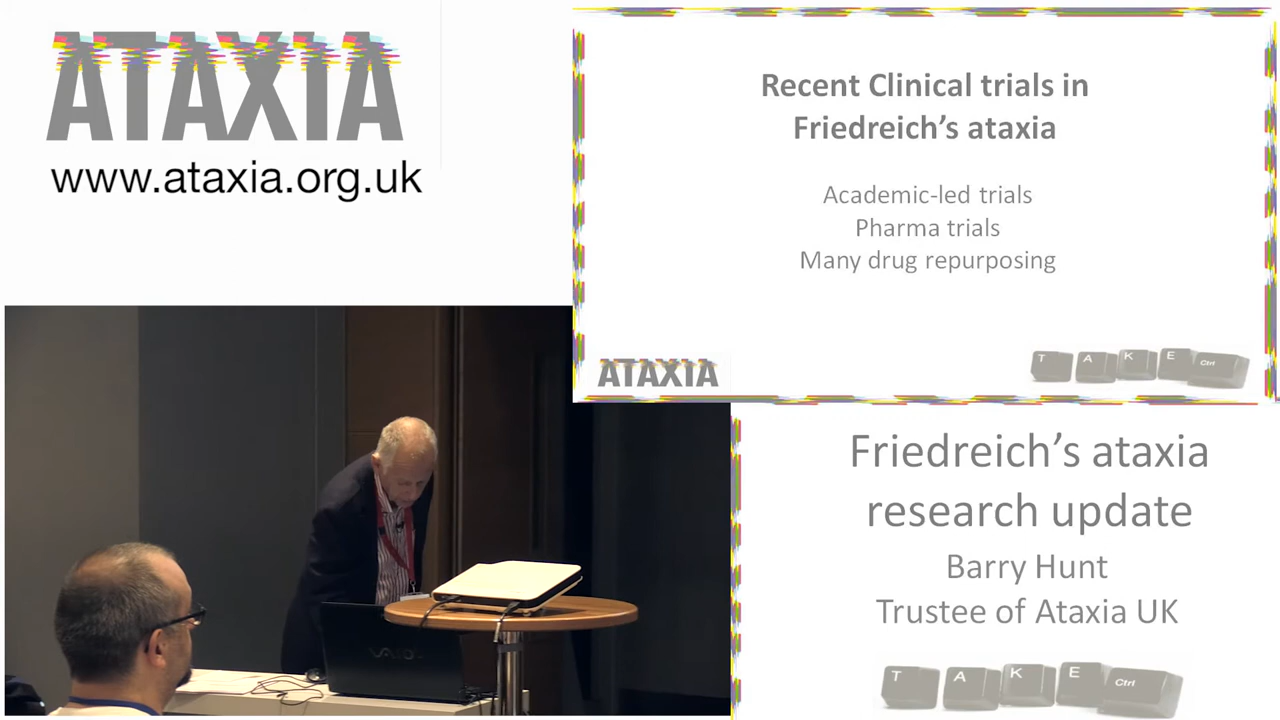 ATAXIA
www.ataxia.org.uk
Recent Clinical trials in
Friedreich's ataxia
Academic-led trials
Pharma trials
Many drug repurposing
ATAXIA
T A K E Ctrl
VAIO
Friedreich's ataxia
research update
Barry Hunt
Trustee of Ataxia UK
T A K E Ctrl